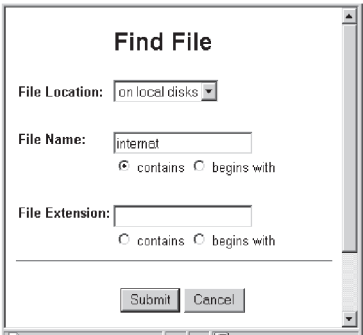 Find File
File Location: on local disks
File Name: internat
contains begins with
File Extension:
contains begins with
Submit Cancel